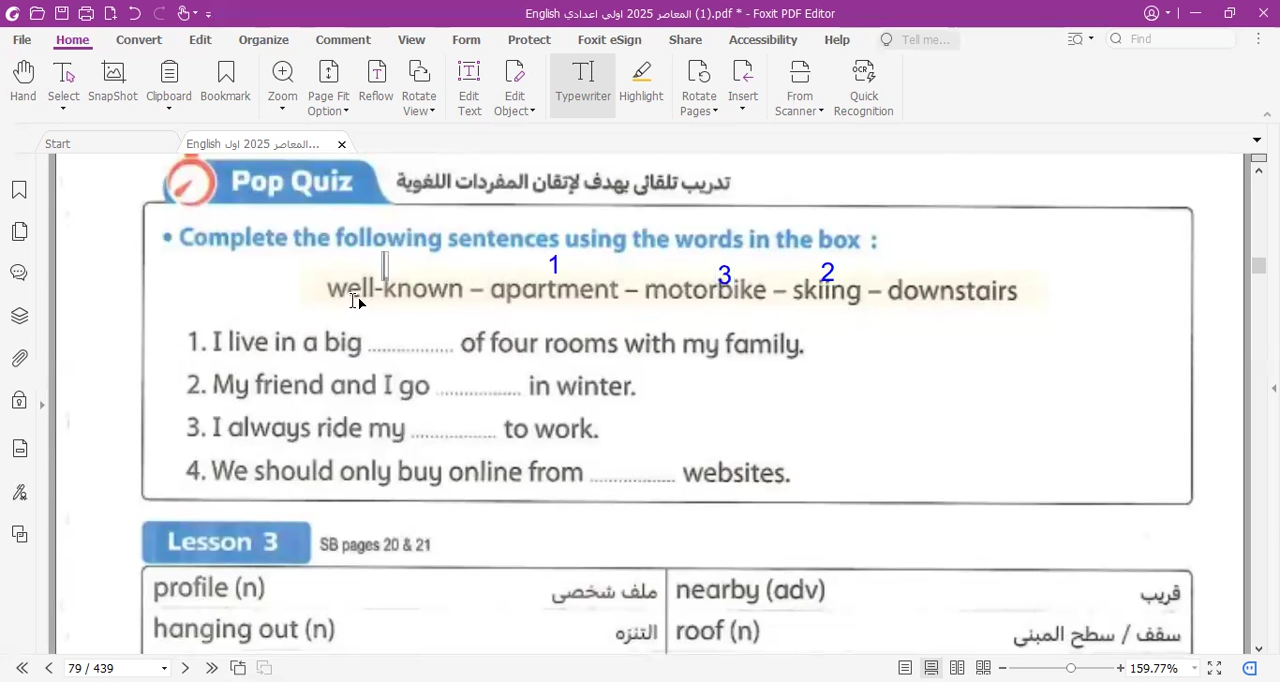 English المعاصر 2025 اولي اعدادي (1).pdf * - Foxit PDF Editor
File Home Convert Edit Organize Comment View Form Protect Foxit eSign Share Accessibility Help Tell me... Find
Hand Select SnapShot Clipboard Bookmark Zoom Page Fit Option Reflow Rotate View Edit Text Edit Object Typewriter Highlight Rotate Pages Insert From Scanner OCR Quick Recognition
Start English المعاصر 2025 اول...
Pop Quiz تدريب تلقائى يهدف لإتقان المفردات اللغوية
• Complete the following sentences using the words in the box :
1 3 2
well-known – apartment – motorbike – skiing – downstairs
1. I live in a big ................ of four rooms with my family.
2. My friend and I go ................ in winter.
3. I always ride my ................ to work.
4. We should only buy online from ................ websites.
Lesson 3 SB pages 20 & 21
profile (n) ملف شخصى nearby (adv) قريب
hanging out (n) التنزه roof (n) سقف / سطح المبنى
79 / 439 159.77%